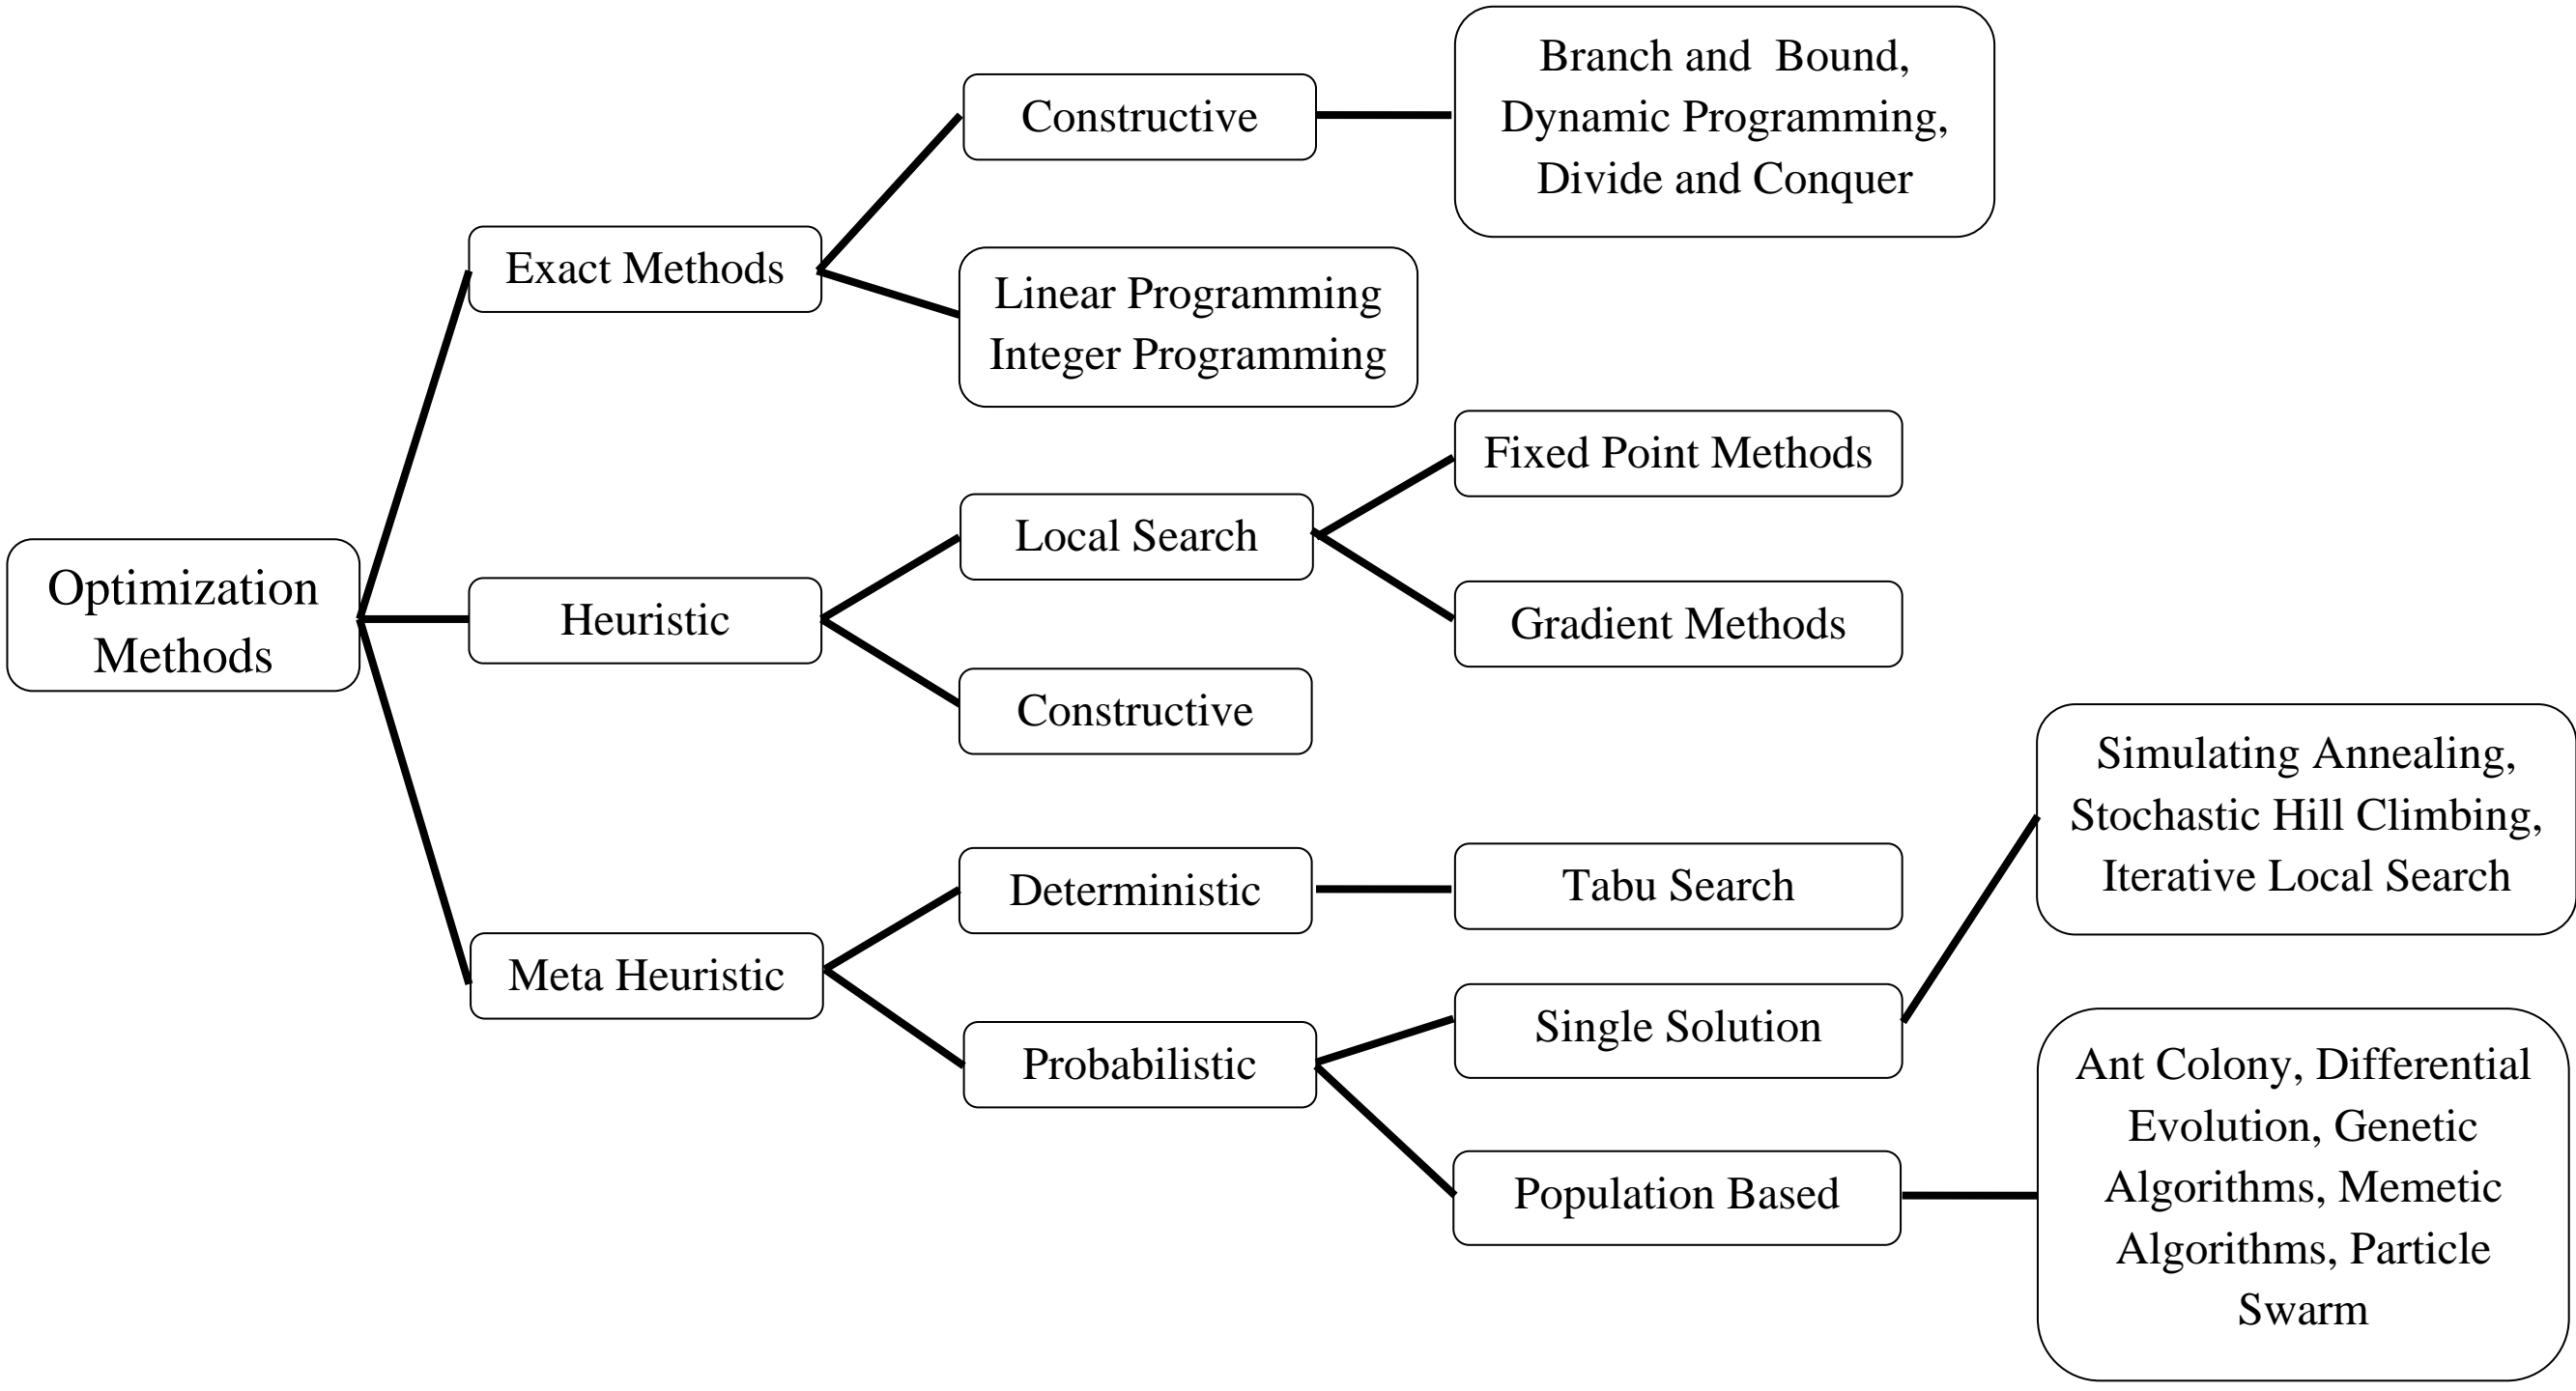 Optimization
Methods
Exact Methods
Constructive
Branch and  Bound,
Dynamic Programming,
Divide and Conquer
Linear Programming
Integer Programming
Heuristic
Local Search
Fixed Point Methods
Gradient Methods
Constructive
Meta Heuristic
Deterministic
Tabu Search
Probabilistic
Single Solution
Simulating Annealing,
Stochastic Hill Climbing,
Iterative Local Search
Population Based
Ant Colony, Differential
Evolution, Genetic
Algorithms, Memetic
Algorithms, Particle
Swarm